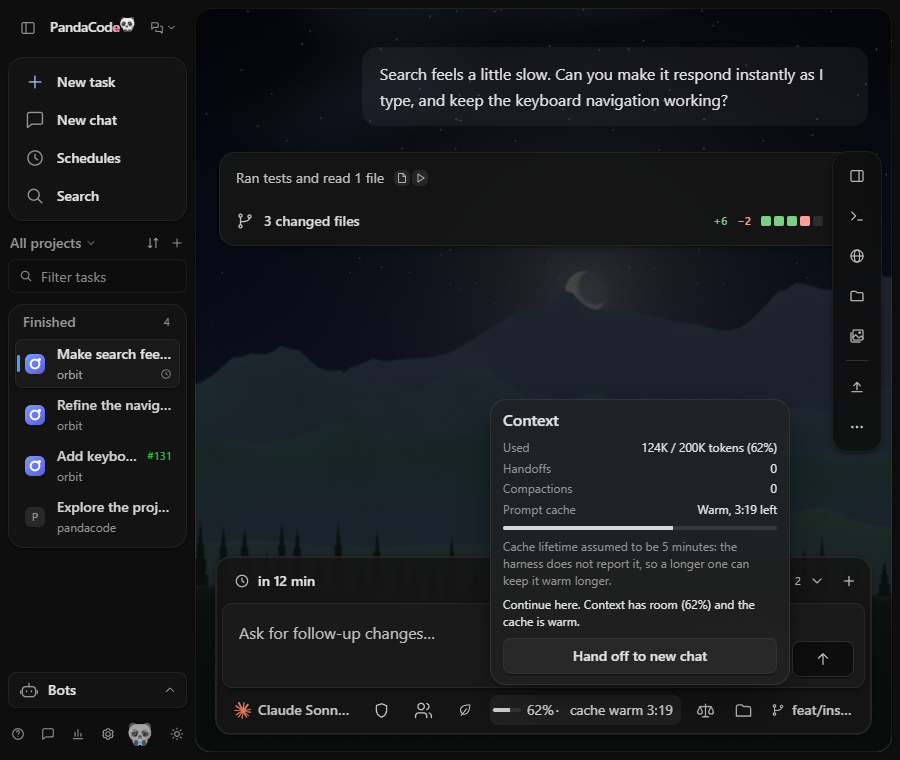 PandaCode
New task
New chat
Schedules
Search
All projects
Filter tasks
Finished 4
Make search fee...
orbit
Refine the navig...
orbit
Add keybo... #131
orbit
P
Explore the proj...
pandacode
Bots
Search feels a little slow. Can you make it respond instantly as I
type, and keep the keyboard navigation working?
Ran tests and read 1 file
3 changed files +6 −2
Context
Used 124K / 200K tokens (62%)
Handoffs 0
Compactions 0
Prompt cache Warm, 3:19 left
Cache lifetime assumed to be 5 minutes: the
harness does not report it, so a longer one can
keep it warm longer.
Continue here. Context has room (62%) and the
cache is warm.
Hand off to new chat
in 12 min 2
Ask for follow-up changes...
Claude Sonn... 62%· cache warm 3:19 feat/ins...